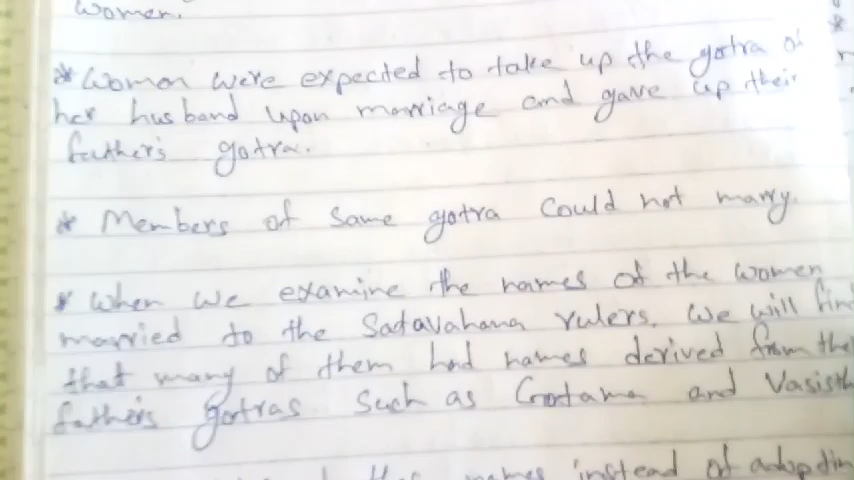 women.
* Women were expected to take up the gotra of
her husband upon marriage and gave up their
father's gotra.
* Members of same gotra could not marry.
* When we examine the names of the women
married to the Satavahana rulers. We will find
that many of them had names derived from the
father's gotras such as Gotama and Vasisth
names instead of adoptin